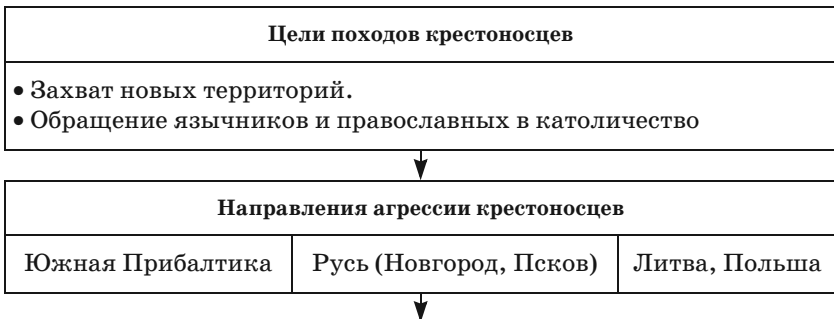 Цели походов крестоносцев
• Захват новых территорий.
• Обращение язычников и православных в католичество
Направления агрессии крестоносцев
Южная Прибалтика
Русь (Новгород, Псков)
Литва, Польша